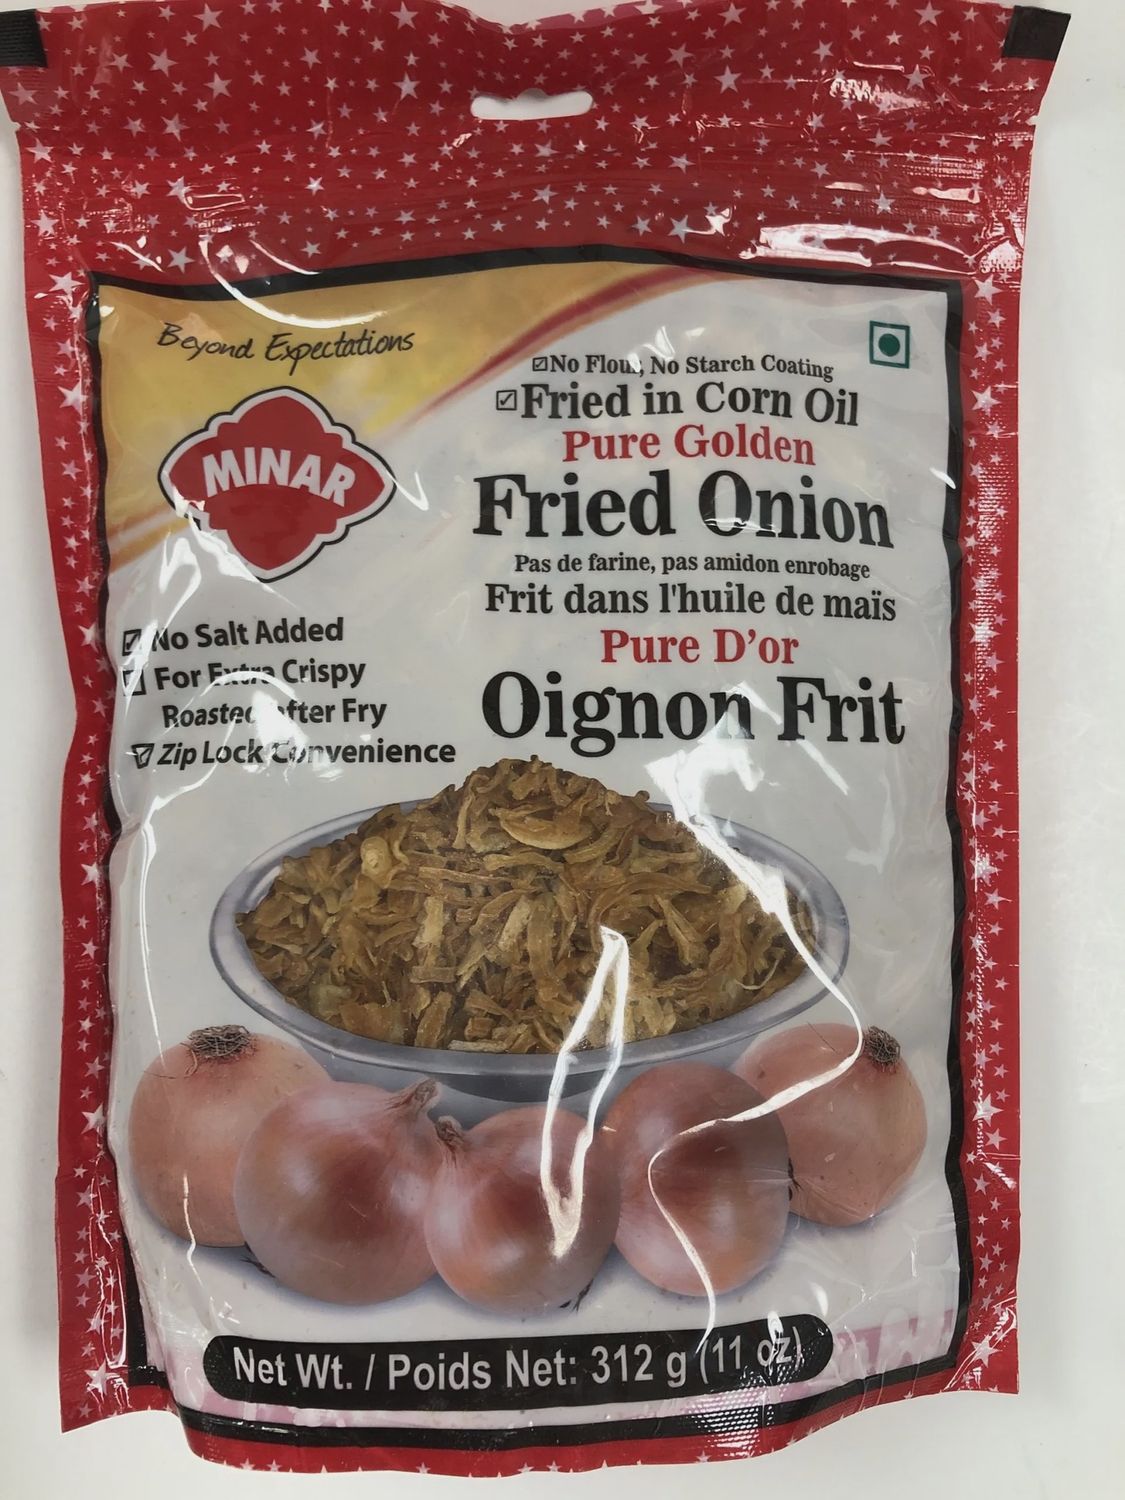 Beyond Expectations
MINAR
No Flour, No Starch Coating
Fried in Corn Oil
Pure Golden
Fried Onion
Pas de farine, pas amidon enrobage
Frit dans l'huile de maïs
Pure D'or
Oignon Frit
No Salt Added
For Extra Crispy
Roasted after Fry
Zip Lock Convenience
Net Wt. / Poids Net: 312 g (11 oz)